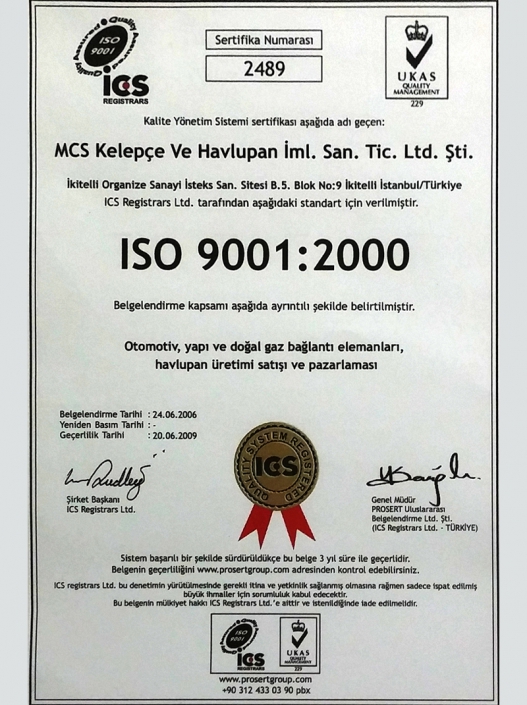 Quality Assured Quality Assured
ISO
9001
ICS
REGISTRARS
Sertifika Numarası
2489
UKAS
QUALITY
MANAGEMENT
229
Kalite Yönetim Sistemi sertifikası aşağıda adı geçen:
MCS Kelepçe Ve Havlupan İml. San. Tic. Ltd. Şti.
İkitelli Organize Sanayi İsteks San. Sitesi B.5. Blok No:9 İkitelli İstanbul/Türkiye
ICS Registrars Ltd. tarafından aşağıdaki standart için verilmiştir.
ISO 9001:2000
Belgelendirme kapsamı aşağıda ayrıntılı şekilde belirtilmiştir.
Otomotiv, yapı ve doğal gaz bağlantı elemanları,
havlupan üretimi satışı ve pazarlaması
Belgelendirme Tarihi : 24.06.2006
Yeniden Basım Tarihi : -
Geçerlilik Tarihi : 20.06.2009
QUALITY SYSTEM REGISTERED
ICS
Şirket Başkanı
ICS Registrars Ltd.
Genel Müdür
PROSERT Uluslararası
Belgelendirme Ltd. Şti.
(ICS Registrars Ltd. - TÜRKİYE)
Sistem başarılı bir şekilde sürdürüldükçe bu belge 3 yıl süre ile geçerlidir.
Belgenin geçerliliğini www.prosertgroup.com adresinden kontrol edebilirsiniz.
ICS registrars Ltd. bu denetimin yürütülmesinde gerekli itina ve yetkinlik sağlanmış olmasına rağmen sadece ispat edilmiş
büyük ihmaller için sorumluluk kabul edecektir.
Bu belgenin mülkiyet hakkı ICS Registrars Ltd.'e aittir ve istenildiğinde iade edilmelidir.
ISO
9001
ICS
REGISTRARS
UKAS
QUALITY
MANAGEMENT
229
www.prosertgroup.com
+90 312 433 03 90 pbx